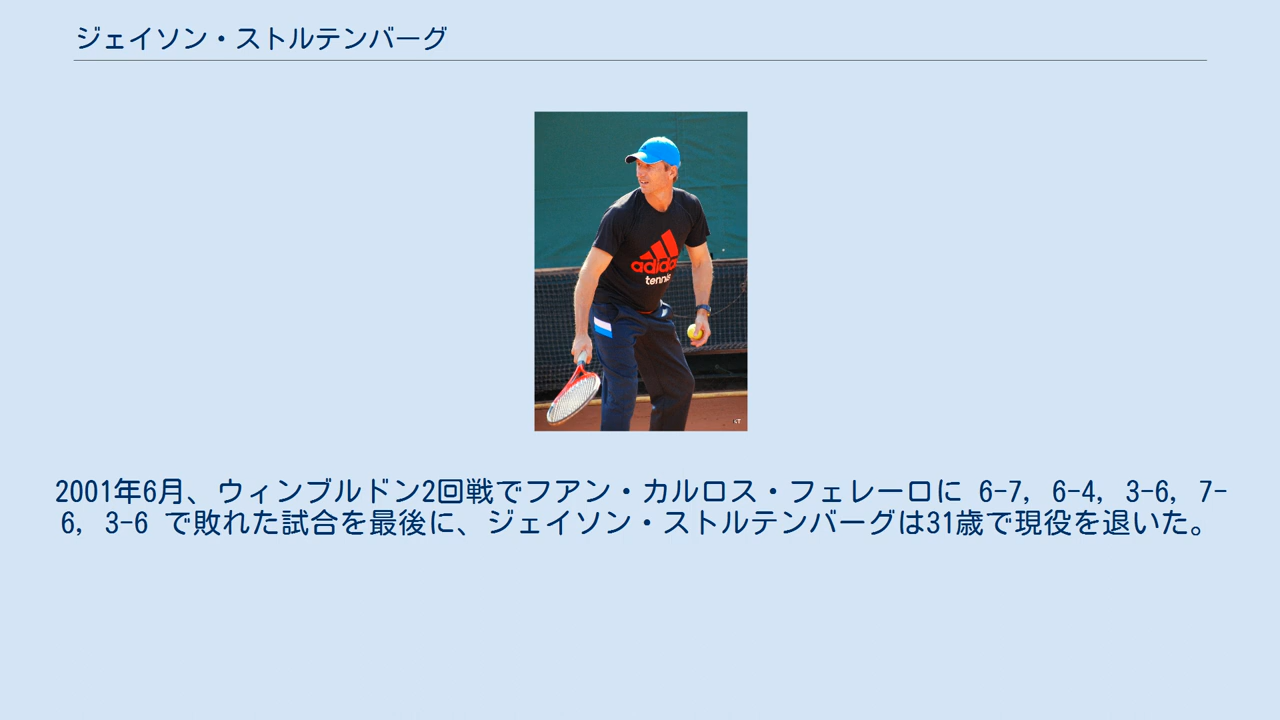 ジェイソン・ストルテンバーグ
adidas
tennis
2001年6月、ウィンブルドン2回戦でフアン・カルロス・フェレーロに 6-7, 6-4, 3-6, 7-
6, 3-6 で敗れた試合を最後に、ジェイソン・ストルテンバーグは31歳で現役を退いた。